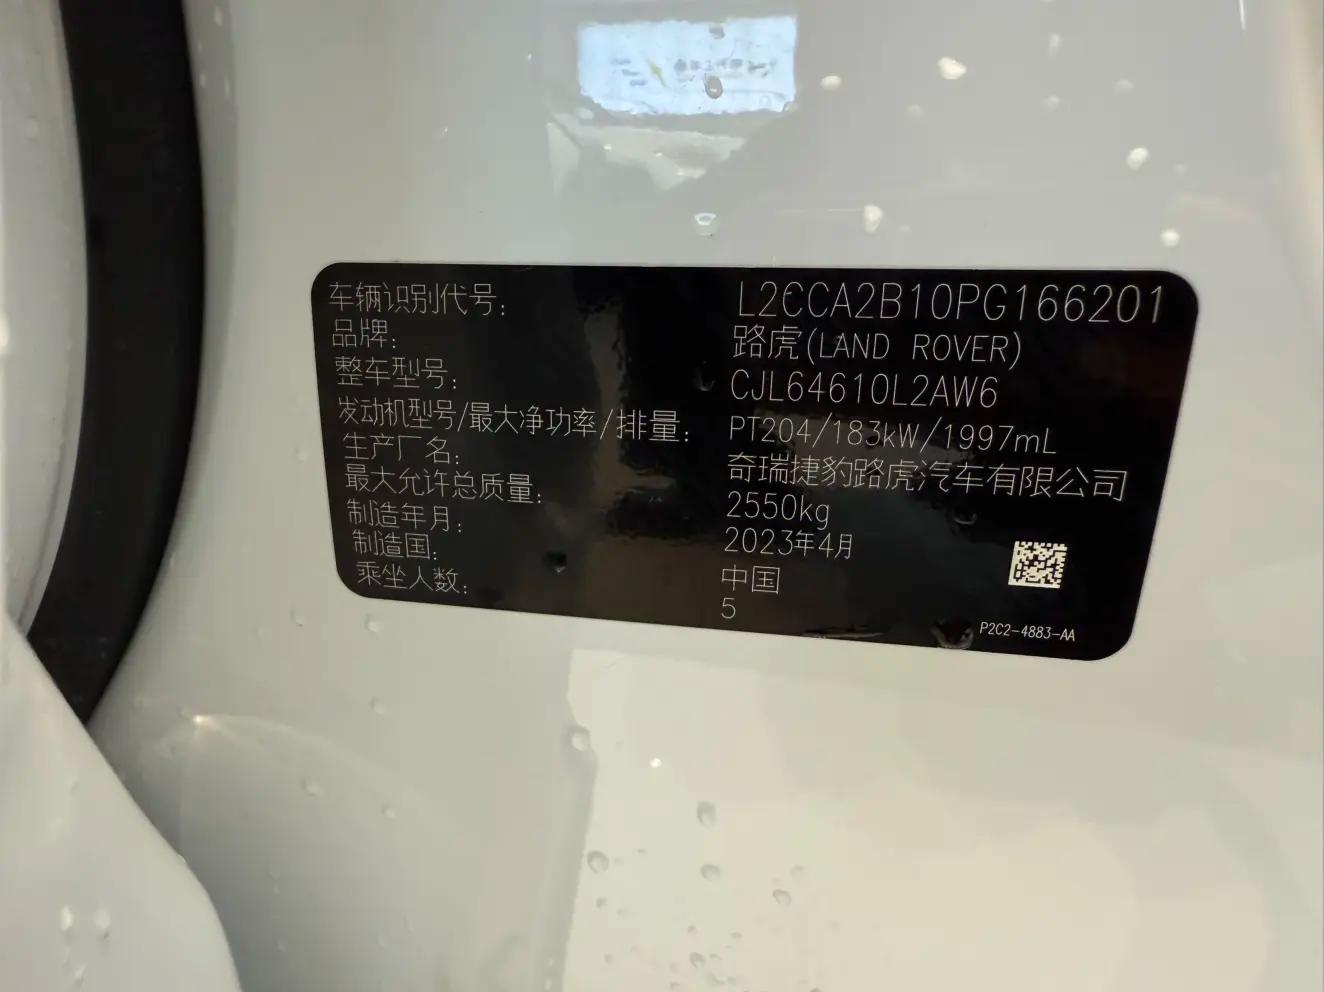 车辆识别代号: L2CCA2B10PG166201
品牌: 路虎(LAND ROVER)
整车型号: CJL64610L2AW6
发动机型号/最大净功率/排量: PT204/183kW/1997mL
生产厂名: 奇瑞捷豹路虎汽车有限公司
最大允许总质量: 2550kg
制造年月: 2023年4月
制造国: 中国
乘坐人数: 5
P2C2-4883-AA